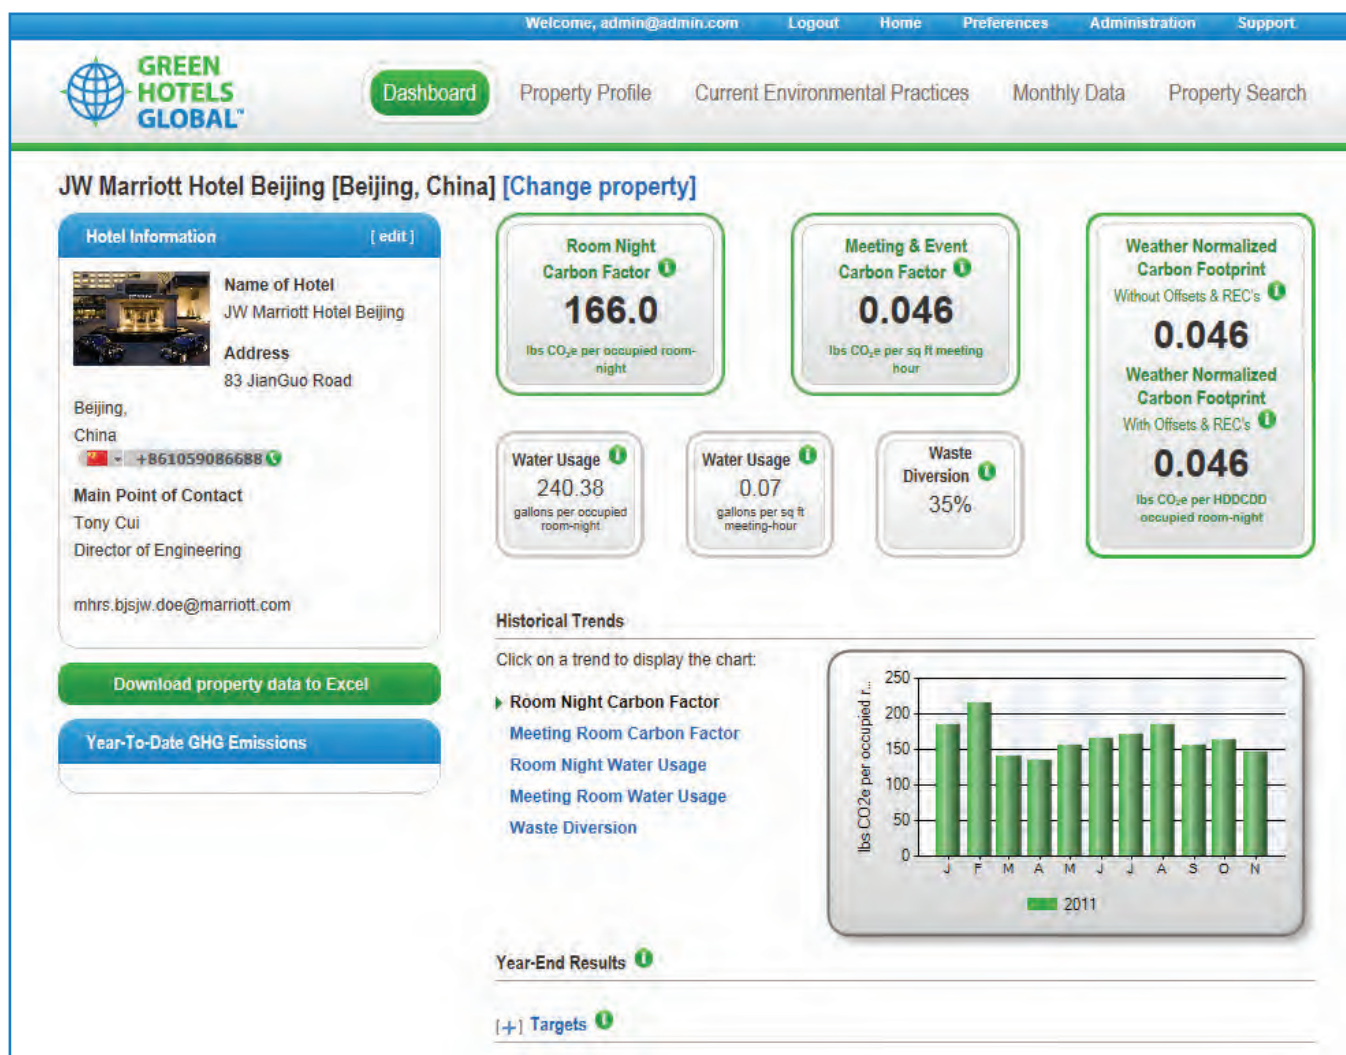 Welcome, admin@admin.com Logout Home Preferences Administration Support
GREEN
HOTELS
GLOBAL™
Dashboard Property Profile Current Environmental Practices Monthly Data Property Search
JW Marriott Hotel Beijing [Beijing, China] [Change property]
Hotel Information [ edit ]
Name of Hotel
JW Marriott Hotel Beijing
Address
83 JianGuo Road
Beijing,
China
+861059086688
Main Point of Contact
Tony Cui
Director of Engineering
mhrs.bjsjw.doe@marriott.com
Download property data to Excel
Year-To-Date GHG Emissions
Room Night
Carbon Factor
166.0
lbs CO₂e per occupied room-
night
Meeting & Event
Carbon Factor
0.046
lbs CO₂e per sq ft meeting
hour
Weather Normalized
Carbon Footprint
Without Offsets & REC's
0.046
Weather Normalized
Carbon Footprint
With Offsets & REC's
0.046
lbs CO₂e per HDDCDD
occupied room-night
Water Usage
240.38
gallons per occupied
room-night
Water Usage
0.07
gallons per sq ft
meeting-hour
Waste
Diversion
35%
Historical Trends
Click on a trend to display the chart:
Room Night Carbon Factor
Meeting Room Carbon Factor
Room Night Water Usage
Meeting Room Water Usage
Waste Diversion
lbs CO2e per occupied r...
250
200
150
100
50
0
J F M A M J J A S O N
2011
Year-End Results
[+] Targets